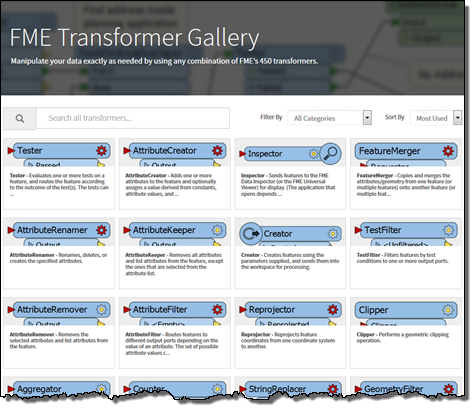 Find address inside
planning application
Input
Output
No Addre
FME Transformer Gallery
Manipulate your data exactly as needed by using any combination of FME's 450 transformers.
Search all transformers...
Filter By
All Categories
Sort By
Most Used
Tester
Passed
AttributeCreator
Output
Inspector
FeatureMerger
Requestor
Tester - Evaluates one or more tests on a
feature, and routes the feature according
to the outcome of the test(s). The tests can
...
AttributeCreator - Adds one or more
attributes to the feature and optionally
assigns a value derived from constants,
attribute values, and ...
Inspector - Sends features to the FME
Data Inspector (or the FME Universal
Viewer) for display. (The application that
opens depends ...
FeatureMerger - Copies and merges the
attributes/geometry from one feature (or
multiple features) onto another feature (or
multiple feat...
AttributeRenamer
Output
AttributeKeeper
Output
Creator
TestFilter
<Unfiltered>
AttributeRenamer - Renames, deletes, or
creates the specified attributes.
AttributeKeeper - Removes all attributes
and list attributes from the feature, except
the ones that are selected from the
attribute list.
Creator - Creates features using the
parameters supplied, and sends them into
the workspace for processing.
TestFilter - Filters features by test
conditions to one or more output ports.
AttributeRemover
Output
AttributeFilter
<Empty>
Reprojector
Reprojected
Clipper
Clipper
AttributeRemover - Removes the
selected attributes and list attributes from
the feature.
AttributeFilter - Routes features to
different output ports depending on the
value of an attribute. The set of possible
attribute values c...
Reprojector - Reprojects feature
coordinates from one coordinate system
to another.
Clipper - Performs a geometric clipping
operation.
Aggregator
Counter
StringReplacer
GeometryFilter